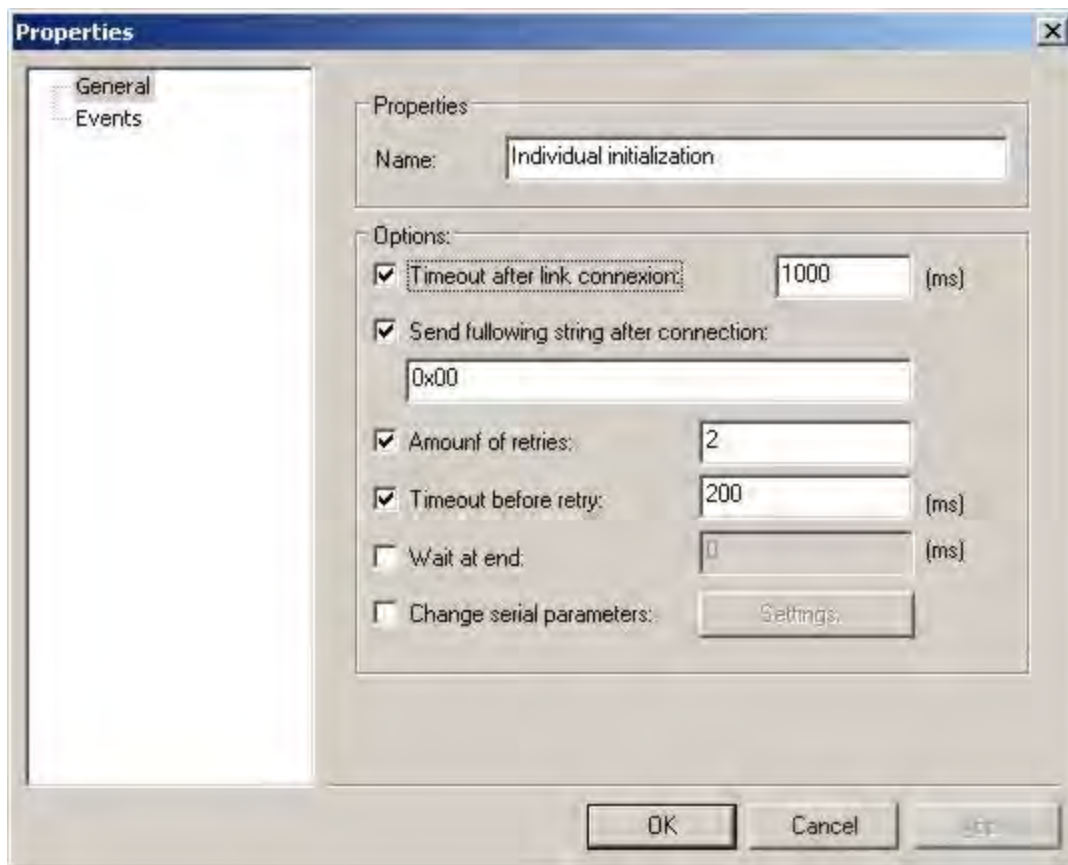 Properties
General
Events
Properties
Name: Individual initialization
Options:
Timeout after link connexion: 1000 (ms)
Send fullowing string after connection:
0x00
Amounf of retries: 2
Timeout before retry: 200 (ms)
Wait at end: 0 (ms)
Change serial parameters: Settings.
OK Cancel